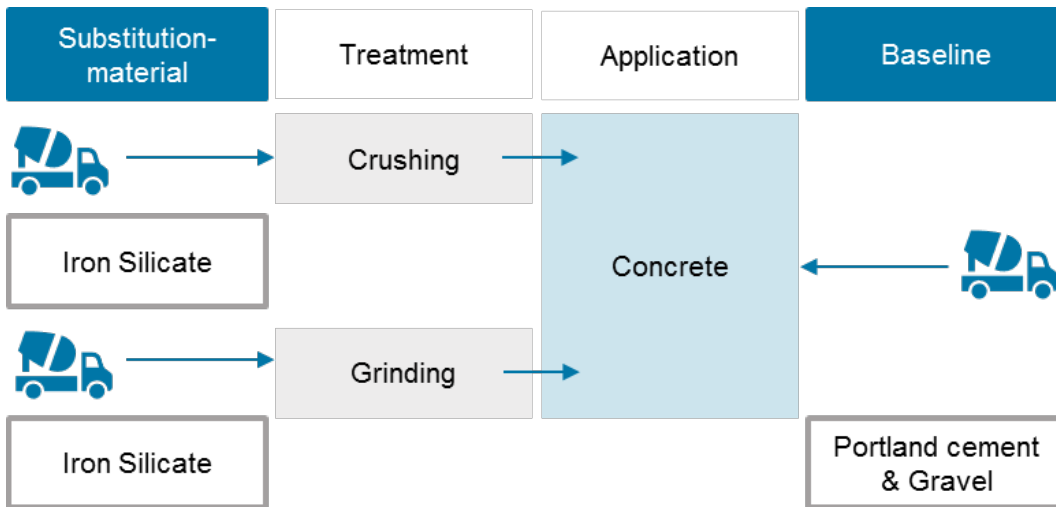 Substitution-
material
Treatment
Application
Baseline
Crushing
Iron Silicate
Concrete
Grinding
Iron Silicate
Portland cement
& Gravel